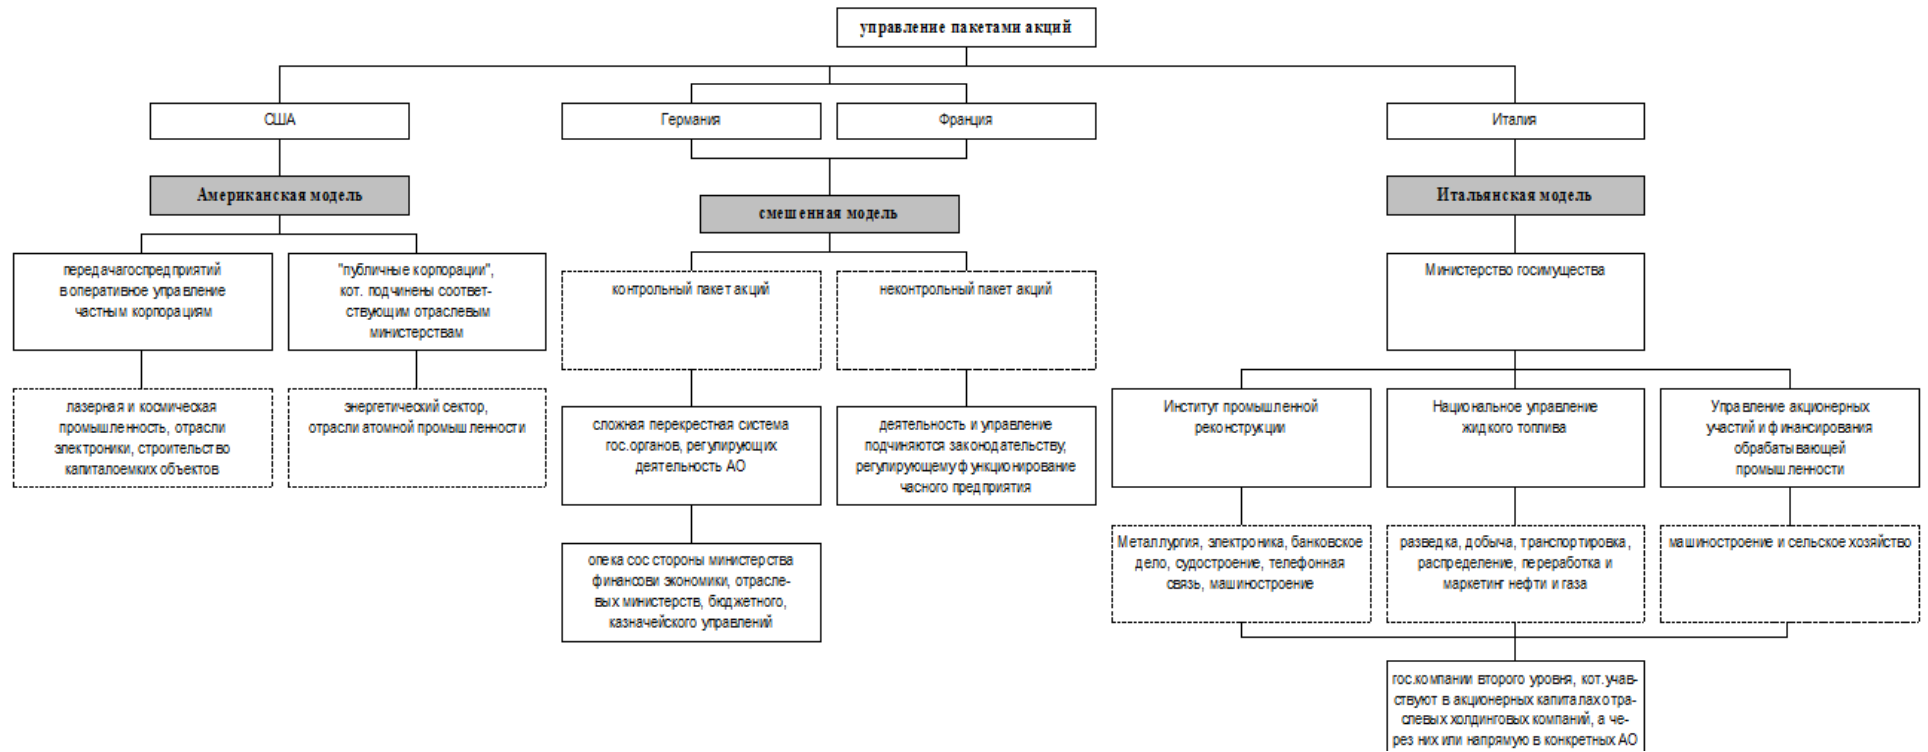 управление пакетами акций
США
Германия
Франция
Италия
Американская модель
смешенная модель
Итальянская модель
передачагоспредприятий
в оперативное управление
частным корпорациям
"публичные корпорации",
кот. подчинены соответ-
ствующим отраслевым
министерствам
контрольный пакет акций
неконтрольный пакет акций
Министерство госимущества
лазерная и космическая
промышленность, отрасли
электроники, строительство
капиталоемких объектов
энергетический сектор,
отрасли атомной промышленности
сложная перекрестная система
гос.органов, регулирующих
деятельность АО
деятельность и управление
подчиняются законодательству,
регулирующему функционирование
часного предприятия
Институт промышленной
реконструкции
Национальное управление
жидкого топлива
Управление акционерных
участий и финансирования
обрабатывающей
промышленности
опека сос стороны министерства
финансови экономики, отрасле-
вых министерств, бюджетного,
казначейского управлений
Металлургия, электроника, банковское
дело, судостроение, телефонная
связь, машиностроение
разведка, добыча, транспортировка,
распределение, переработка и
маркетинг нефти и газа
машиностроение и сельское хозяйство
гос.компании второго уровня, кот.учав-
ствуют в акционерных капиталах отра-
слевых холдинговых компаний, а че-
рез них или напрямую в конкретных АО